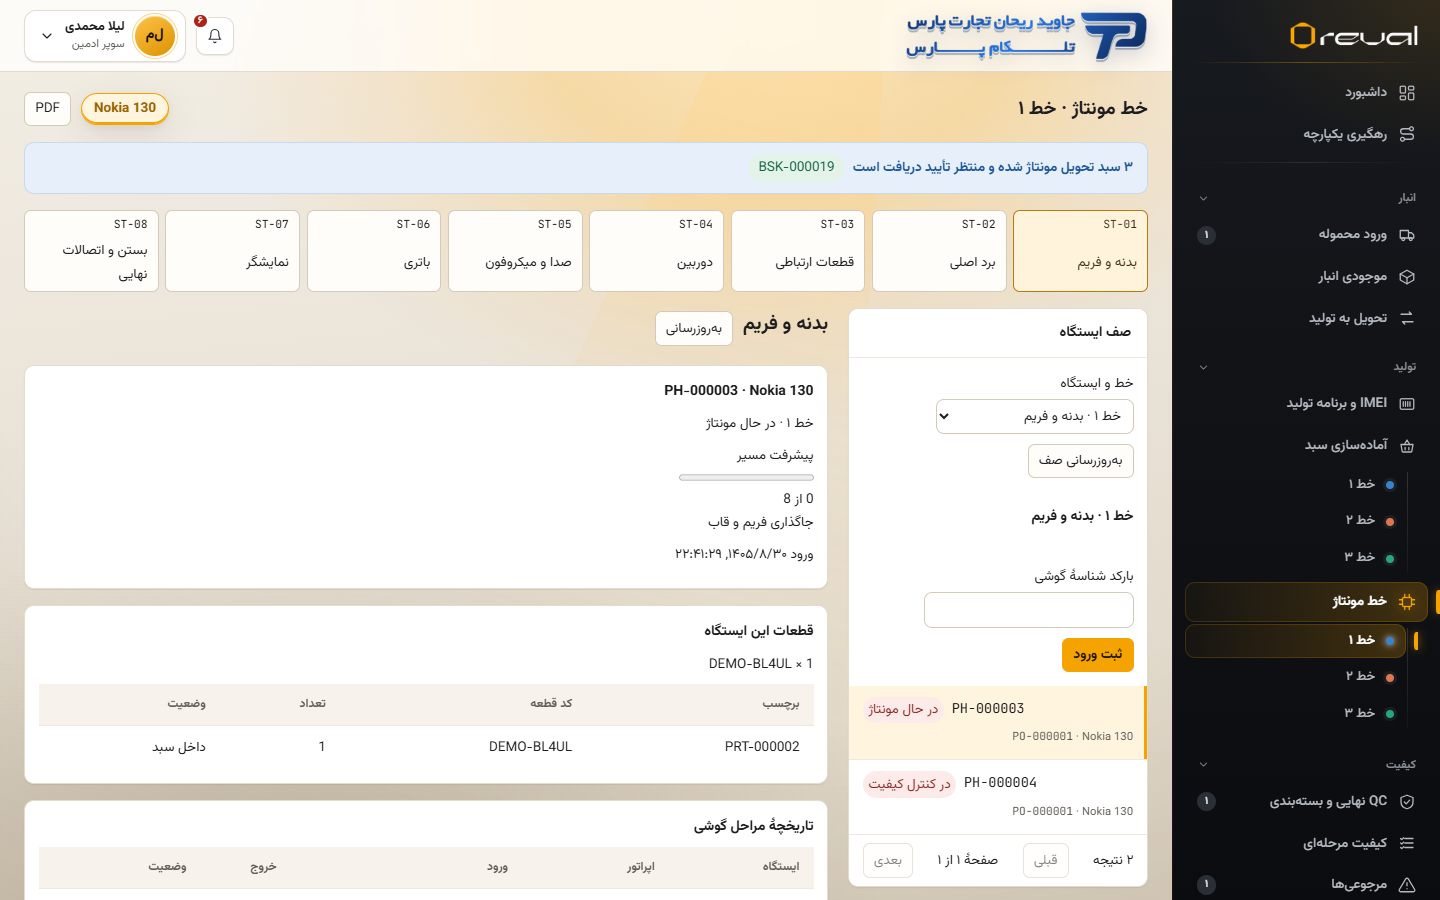 reval
داشبورد
رهگیری یکپارچه
انبار
ورود محموله
۱
موجودی انبار
تحویل به تولید
تولید
IMEI و برنامه تولید
آماده‌سازی سبد
خط ۱
خط ۲
خط ۳
خط مونتاژ
خط ۱
خط ۲
خط ۳
کیفیت
QC نهایی و بسته‌بندی
۱
کیفیت مرحله‌ای
مرجوعی‌ها
۱
جاوید ریحان تجارت پارس
تلکام پارس
۶
لم
لیلا محمدی
سوپر ادمین
خط مونتاژ · خط ۱
Nokia 130
PDF
۳ سبد تحویل مونتاژ شده و منتظر تأیید دریافت است BSK-000019
ST-01
بدنه و فریم
ST-02
برد اصلی
ST-03
قطعات ارتباطی
ST-04
دوربین
ST-05
صدا و میکروفون
ST-06
باتری
ST-07
نمایشگر
ST-08
بستن و اتصالات
نهایی
صف ایستگاه
خط و ایستگاه
خط ۱ · بدنه و فریم
به‌روزرسانی صف
خط ۱ · بدنه و فریم
بارکد شناسهٔ گوشی
ثبت ورود
PH-000003 در حال مونتاژ
PO-000001 · Nokia 130
PH-000004 در کنترل کیفیت
PO-000001 · Nokia 130
۲ نتیجه
قبلی
صفحهٔ ۱ از ۱
بعدی
بدنه و فریم
به‌روزرسانی
PH-000003 · Nokia 130
خط ۱ · در حال مونتاژ
پیشرفت مسیر
0 از 8
جاگذاری فریم و قاب
ورود ۱۴۰۵/۸/۳۰, ۲۲:۴۱:۲۹
قطعات این ایستگاه
DEMO-BL4UL × 1
برچسب کد قطعه تعداد وضعیت
PRT-000002 DEMO-BL4UL 1 داخل سبد
تاریخچهٔ مراحل گوشی
ایستگاه اپراتور ورود خروج وضعیت